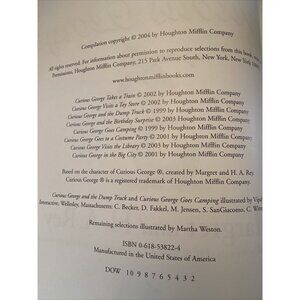 Compilation copyright © 2004 by Houghton Mifflin Company
All rights reserved. For information about permission to reproduce selections from this book
Permissions, Houghton Mifflin Company, 215 Park Avenue South, New York, New York
www.houghtonmifflinbooks.com
Curious George Takes a Train © 2002 by Houghton Mifflin Company
Curious George Visits a Toy Store © 2002 by Houghton Mifflin Company
Curious George and the Dump Truck © 1999 by Houghton Mifflin Company
Curious George and the Birthday Surprise © 2003 by Houghton Mifflin Company
Curious George Goes Camping © 1999 by Houghton Mifflin Company
Curious George Goes to a Costume Party © 2001 by Houghton Mifflin Company
Curious George Visits the Library © 2003 by Houghton Mifflin Company
Curious George in the Big City © 2001 by Houghton Mifflin Company
Based on the character of Curious George ®, created by Margret and H. A. Rey.
Curious George ® is a registered trademark of Houghton Mifflin Company.
Curious George and the Dump Truck and Curious George Goes Camping illustrated by
Interactive, Wellesley, Massachusetts: C. Becker, D. Fakkel, M. Jensen, S. SanGiacomo, C.
Remaining selections illustrated by Martha Weston.
ISBN 0-618-53822-4
Manufactured in the United States of America
DOW 10 9 8 7 6 5 4 3 2